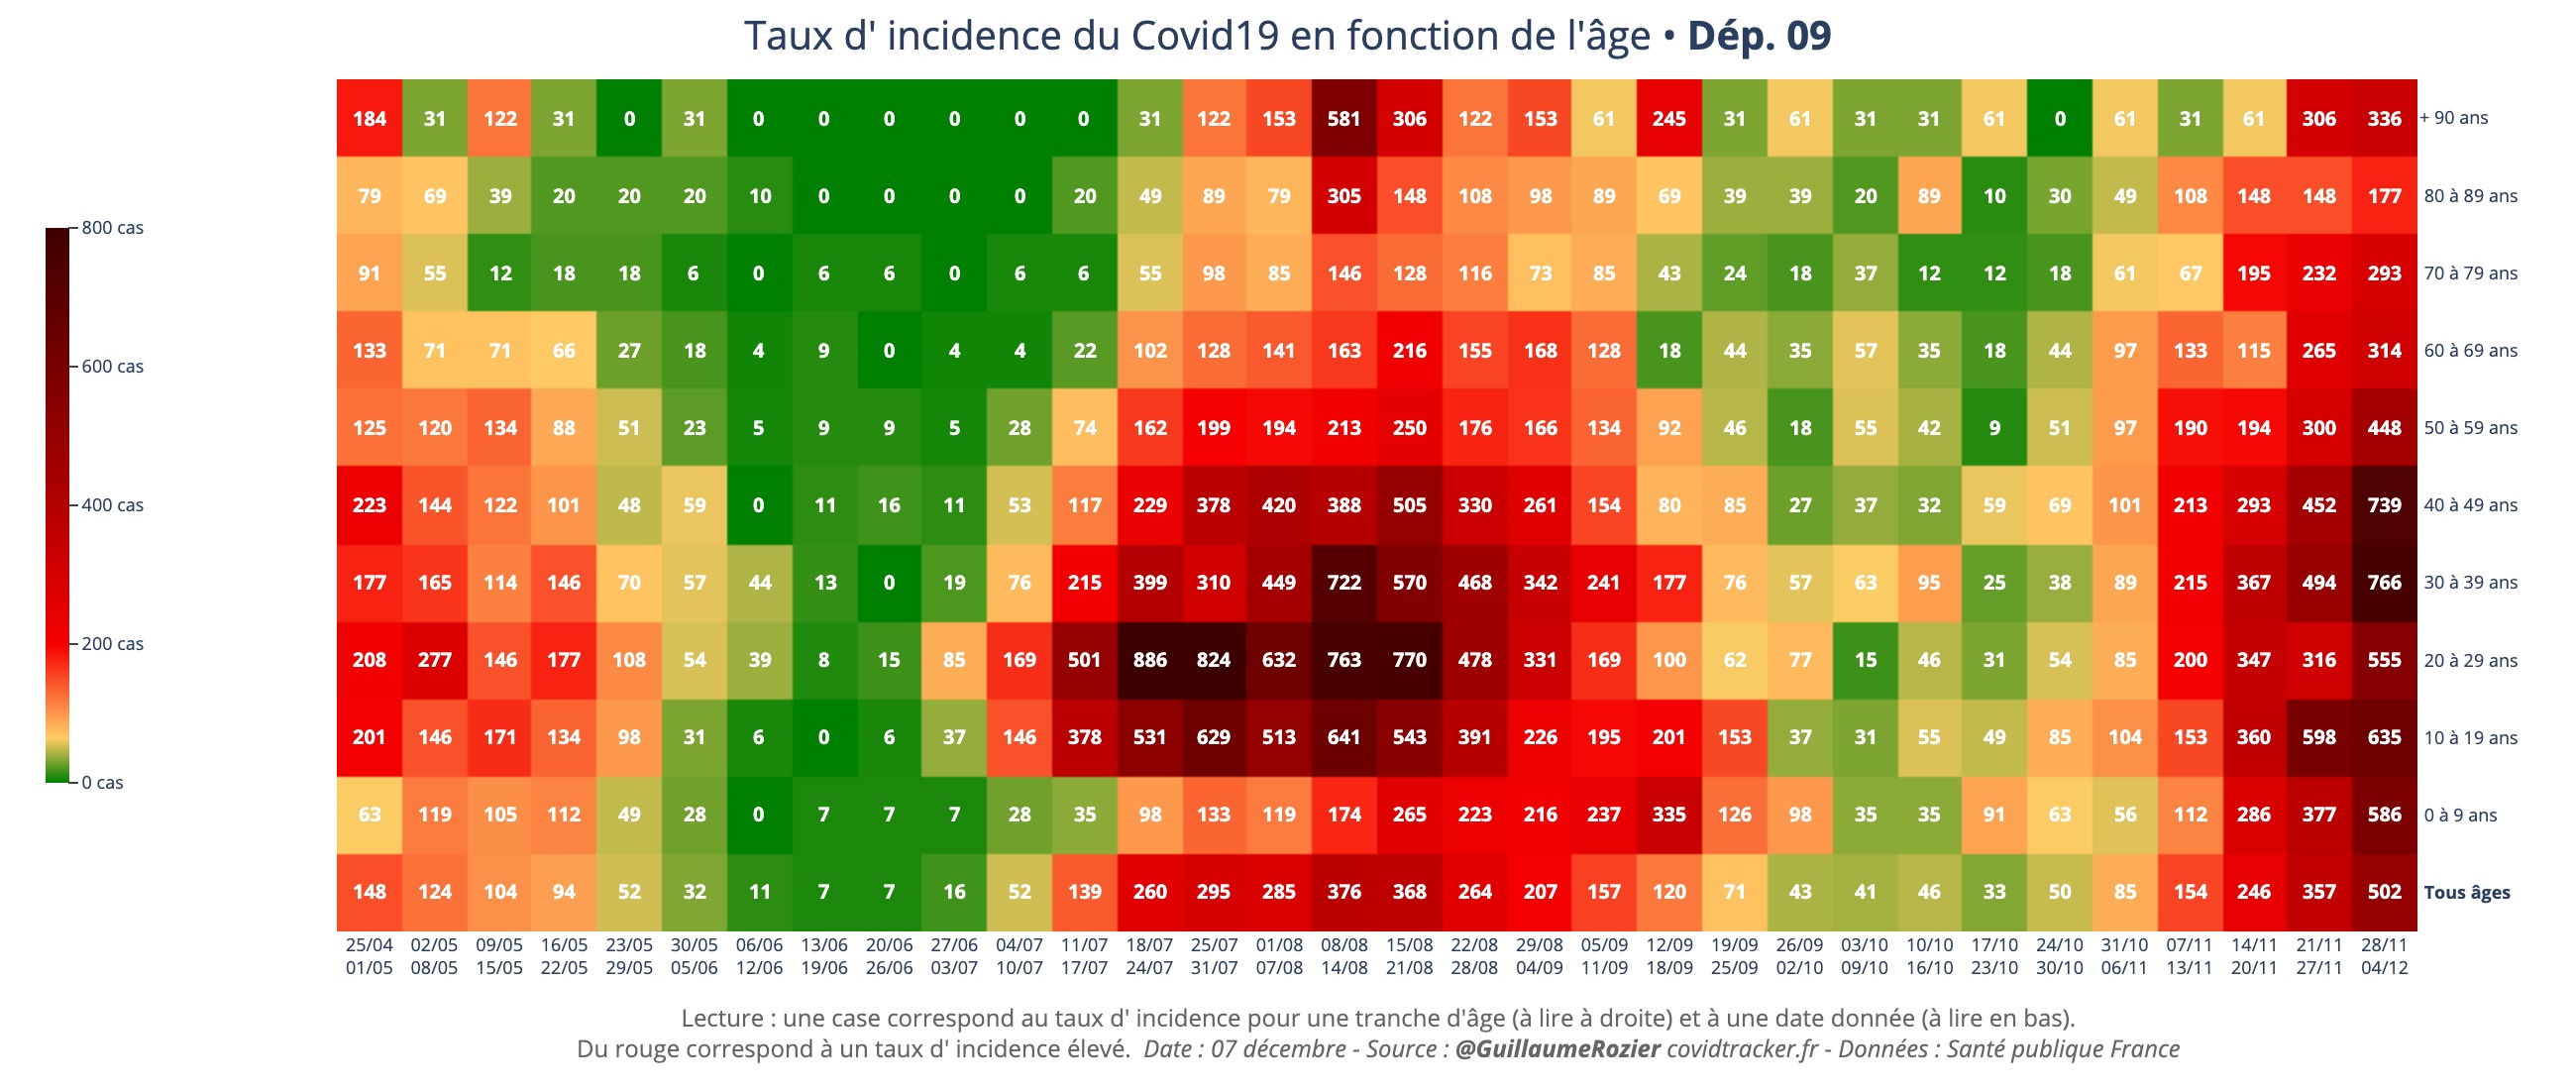 Taux d' incidence du Covid19 en fonction de l'âge • Dép. 09
800 cas
600 cas
400 cas
200 cas
0 cas
184 31 122 31 0 31 0 0 0 0 0 0 31 122 153 581 306 122 153 61 245 31 61 31 31 61 0 61 31 61 306 336 + 90 ans
79 69 39 20 20 20 10 0 0 0 0 20 49 89 79 305 148 108 98 89 69 39 39 20 89 10 30 49 108 148 148 177 80 à 89 ans
91 55 12 18 18 6 0 6 6 0 6 6 55 98 85 146 128 116 73 85 43 24 18 37 12 12 18 61 67 195 232 293 70 à 79 ans
133 71 71 66 27 18 4 9 0 4 4 22 102 128 141 163 216 155 168 128 18 44 35 57 35 18 44 97 133 115 265 314 60 à 69 ans
125 120 134 88 51 23 5 9 9 5 28 74 162 199 194 213 250 176 166 134 92 46 18 55 42 9 51 97 190 194 300 448 50 à 59 ans
223 144 122 101 48 59 0 11 16 11 53 117 229 378 420 388 505 330 261 154 80 85 27 37 32 59 69 101 213 293 452 739 40 à 49 ans
177 165 114 146 70 57 44 13 0 19 76 215 399 310 449 722 570 468 342 241 177 76 57 63 95 25 38 89 215 367 494 766 30 à 39 ans
208 277 146 177 108 54 39 8 15 85 169 501 886 824 632 763 770 478 331 169 100 62 77 15 46 31 54 85 200 347 316 555 20 à 29 ans
201 146 171 134 98 31 6 0 6 37 146 378 531 629 513 641 543 391 226 195 201 153 37 31 55 49 85 104 153 360 598 635 10 à 19 ans
63 119 105 112 49 28 0 7 7 7 28 35 98 133 119 174 265 223 216 237 335 126 98 35 35 91 63 56 112 286 377 586 0 à 9 ans
148 124 104 94 52 32 11 7 7 16 52 139 260 295 285 376 368 264 207 157 120 71 43 41 46 33 50 85 154 246 357 502 Tous âges
25/04 02/05 09/05 16/05 23/05 30/05 06/06 13/06 20/06 27/06 04/07 11/07 18/07 25/07 01/08 08/08 15/08 22/08 29/08 05/09 12/09 19/09 26/09 03/10 10/10 17/10 24/10 31/10 07/11 14/11 21/11 28/11
01/05 08/05 15/05 22/05 29/05 05/06 12/06 19/06 26/06 03/07 10/07 17/07 24/07 31/07 07/08 14/08 21/08 28/08 04/09 11/09 18/09 25/09 02/10 09/10 16/10 23/10 30/10 06/11 13/11 20/11 27/11 04/12
Lecture : une case correspond au taux d' incidence pour une tranche d'âge (à lire à droite) et à une date donnée (à lire en bas).
Du rouge correspond à un taux d' incidence élevé. Date : 07 décembre - Source : @GuillaumeRozier covidtracker.fr - Données : Santé publique France